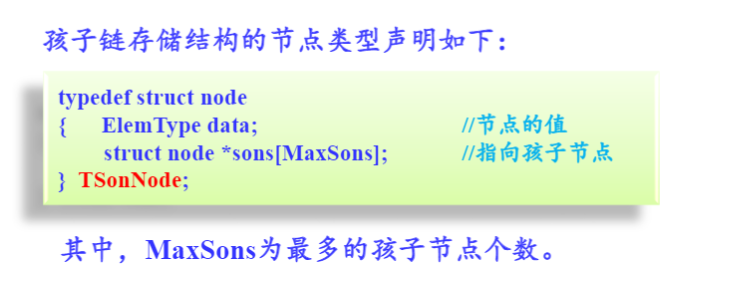 孩子链存储结构的节点类型声明如下：
typedef struct node
{ ElemType data; //节点的值
struct node *sons[MaxSons]; //指向孩子节点
} TSonNode;
其中，MaxSons为最多的孩子节点个数。